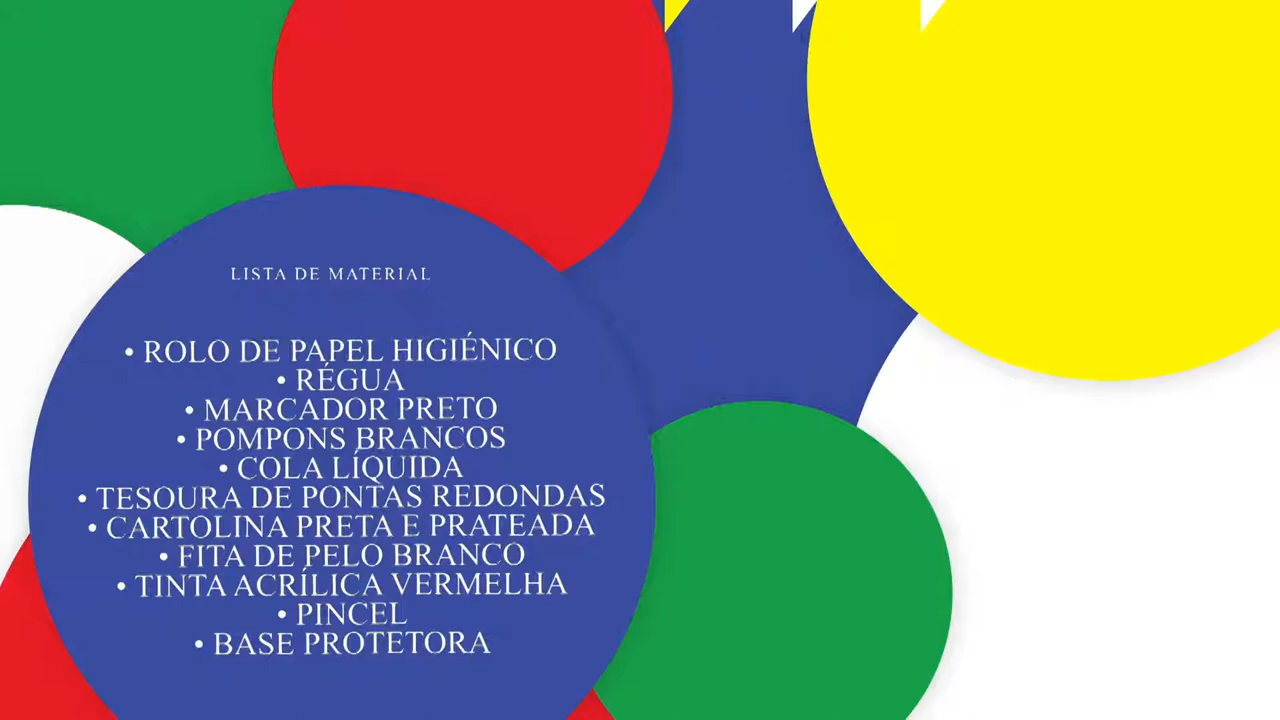 LISTA DE MATERIAL
• ROLO DE PAPEL HIGIÉNICO
• RÉGUA
• MARCADOR PRETO
• POMPONS BRANCOS
• COLA LÍQUIDA
• TESOURA DE PONTAS REDONDAS
• CARTOLINA PRETA E PRATEADA
• FITA DE PELO BRANCO
• TINTA ACRÍLICA VERMELHA
• PINCEL
• BASE PROTETORA